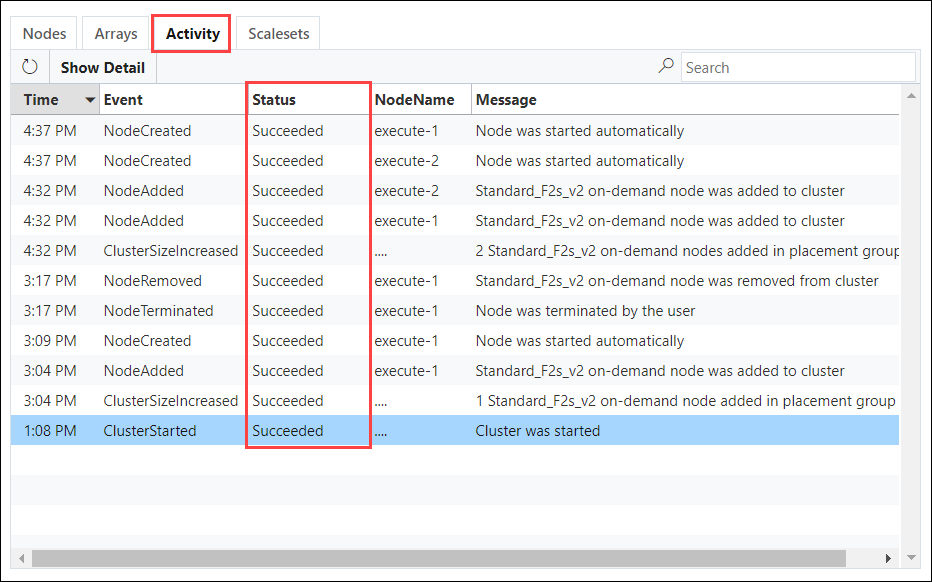 Nodes Arrays Activity Scalesets
Show Detail Search
Time Event Status NodeName Message
4:37 PM NodeCreated Succeeded execute-1 Node was started automatically
4:37 PM NodeCreated Succeeded execute-2 Node was started automatically
4:32 PM NodeAdded Succeeded execute-2 Standard_F2s_v2 on-demand node was added to cluster
4:32 PM NodeAdded Succeeded execute-1 Standard_F2s_v2 on-demand node was added to cluster
4:32 PM ClusterSizeIncreased Succeeded .... 2 Standard_F2s_v2 on-demand nodes added in placement group
3:17 PM NodeRemoved Succeeded execute-1 Standard_F2s_v2 on-demand node was removed from cluster
3:17 PM NodeTerminated Succeeded execute-1 Node was terminated by the user
3:09 PM NodeCreated Succeeded execute-1 Node was started automatically
3:04 PM NodeAdded Succeeded execute-1 Standard_F2s_v2 on-demand node was added to cluster
3:04 PM ClusterSizeIncreased Succeeded .... 1 Standard_F2s_v2 on-demand node added in placement group
1:08 PM ClusterStarted Succeeded .... Cluster was started